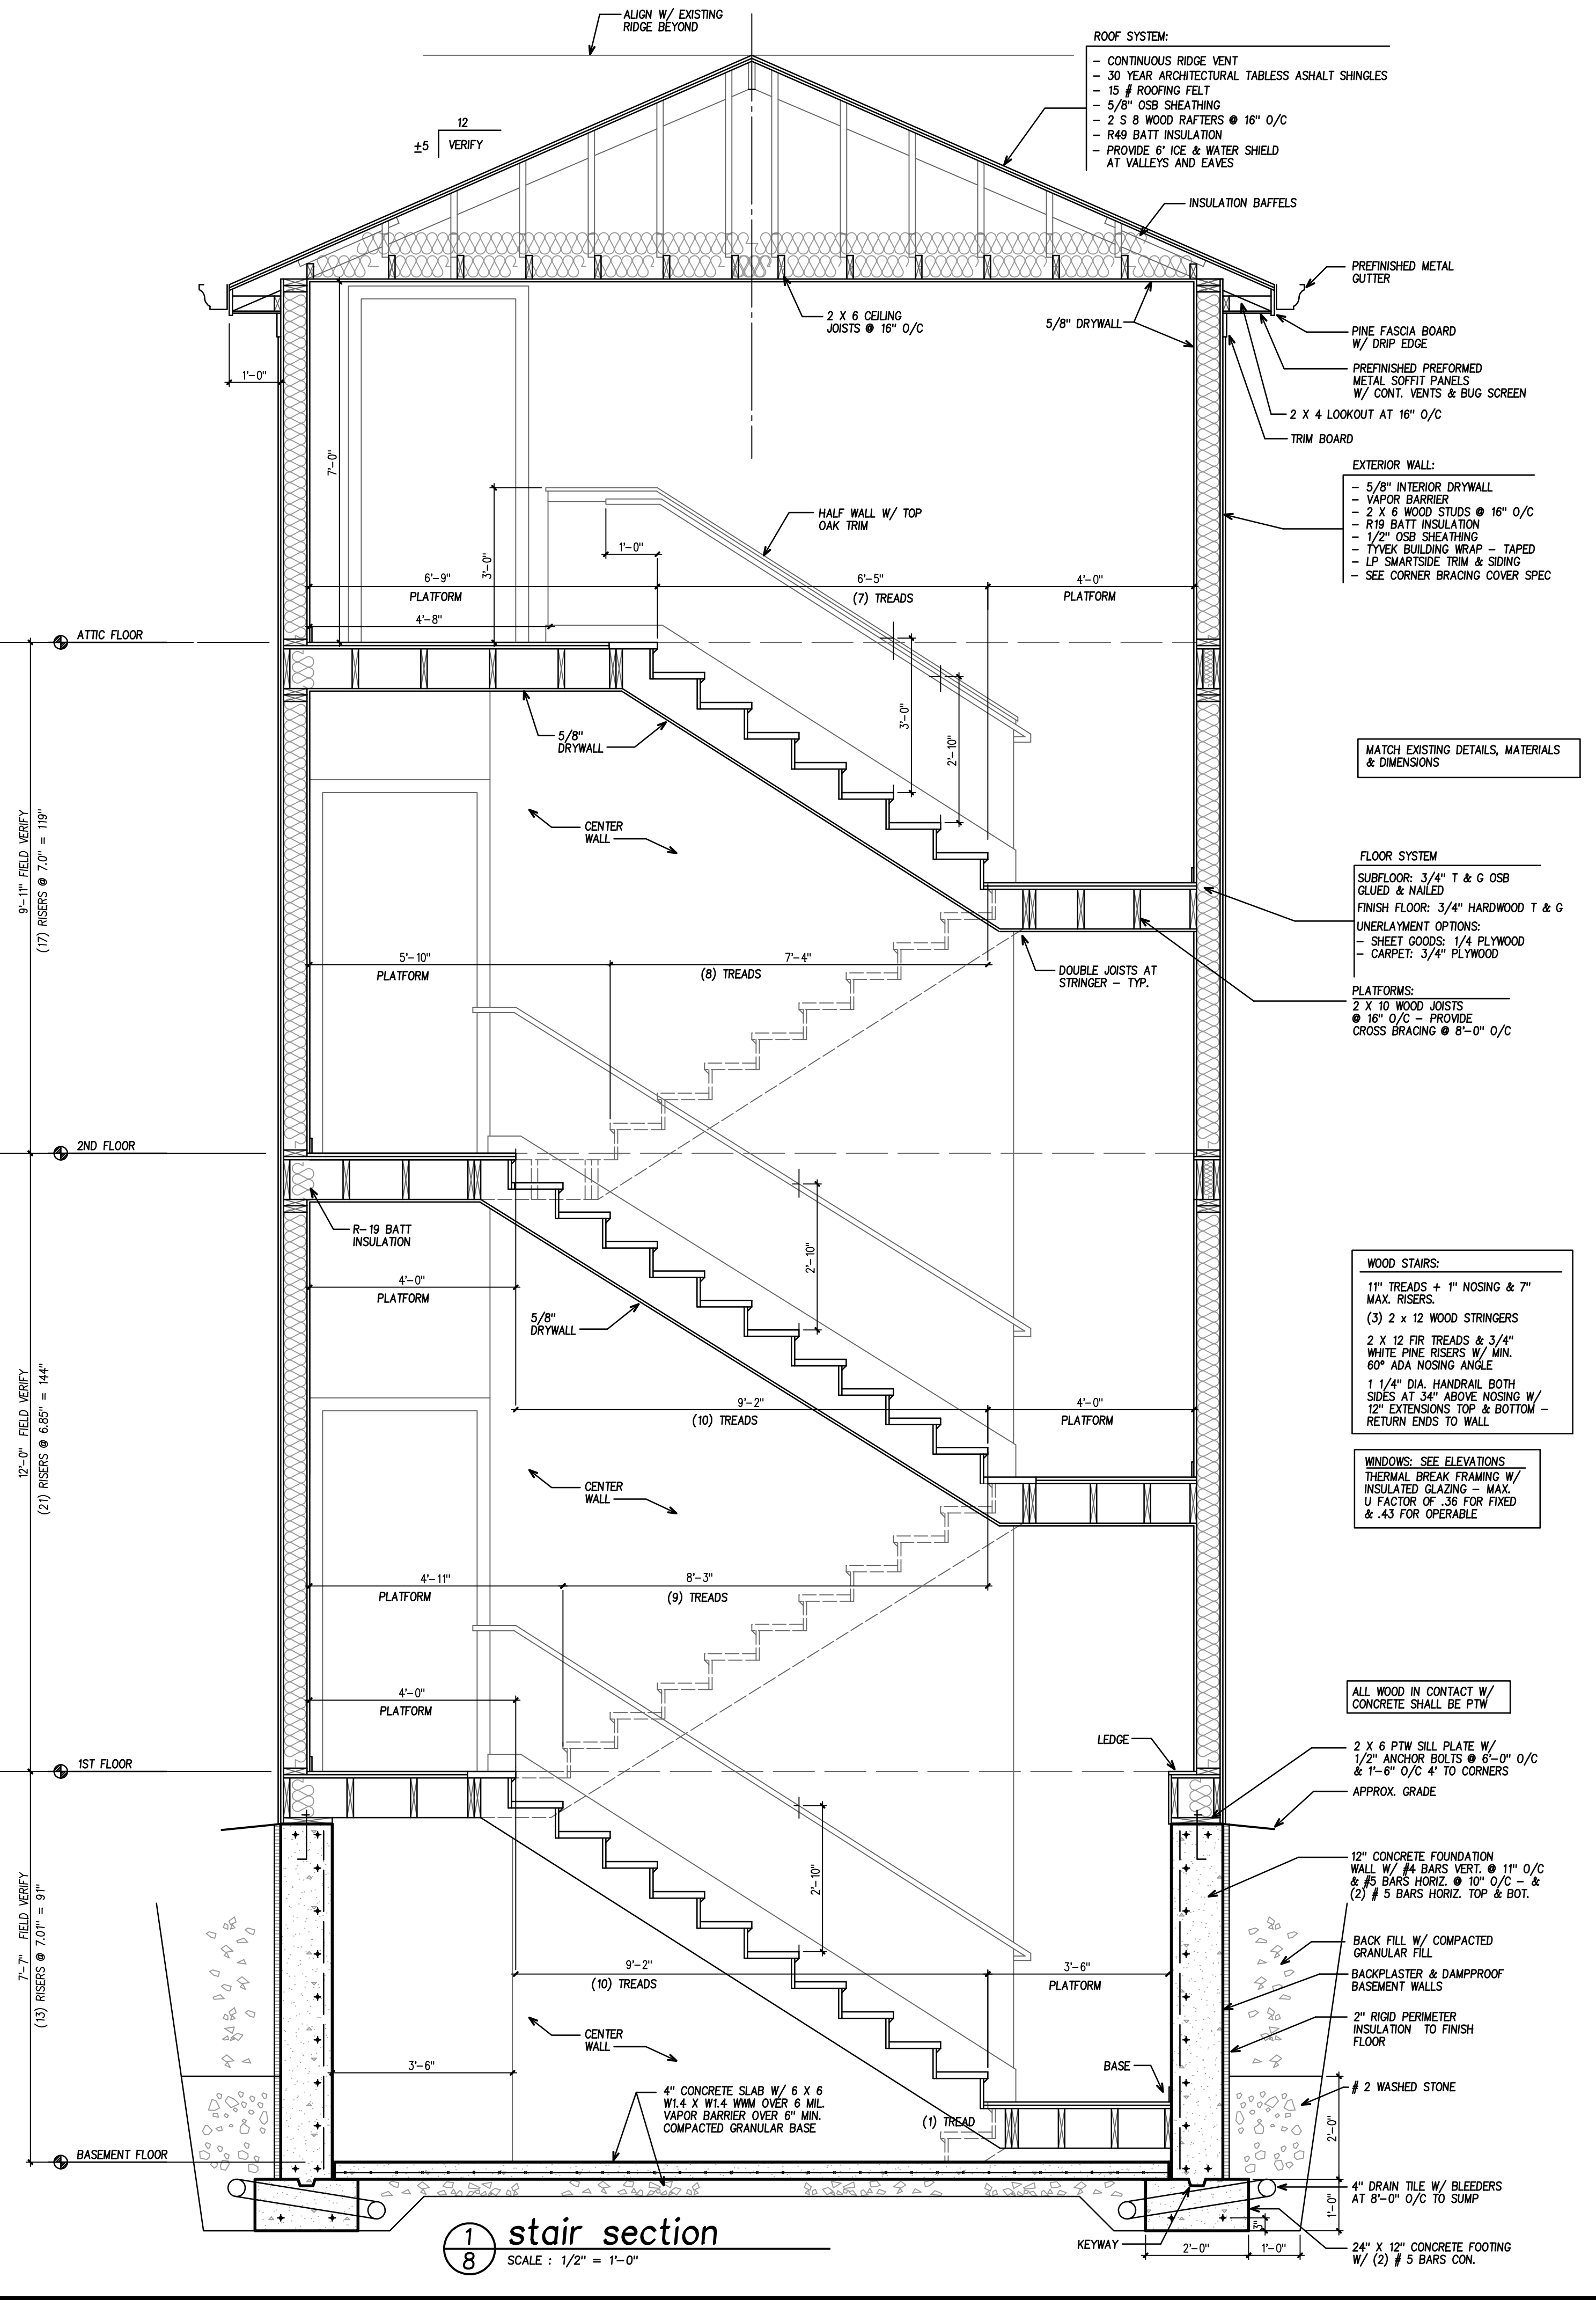 ALIGN W/ EXISTING
RIDGE BEYOND
ROOF SYSTEM:
- CONTINUOUS RIDGE VENT
- 30 YEAR ARCHITECTURAL TABLESS ASPHALT SHINGLES
- 15 # ROOFING FELT
- 5/8" OSB SHEATHING
- 2 S 8 WOOD RAFTERS @ 16" O/C
- R49 BATT INSULATION
- PROVIDE 6' ICE & WATER SHIELD
AT VALLEYS AND EAVES
12
±5 VERIFY
INSULATION BAFFELS
PREFINISHED METAL
GUTTER
2 X 6 CEILING
JOISTS @ 16" O/C
5/8" DRYWALL
PINE FASCIA BOARD
W/ DRIP EDGE
1'-0"
PREFINISHED PREFORMED
METAL SOFFIT PANELS
W/ CONT. VENTS & BUG SCREEN
2 X 4 LOOKOUT AT 16" O/C
TRIM BOARD
7'-0"
EXTERIOR WALL:
- 5/8" INTERIOR DRYWALL
- VAPOR BARRIER
- 2 X 6 WOOD STUDS @ 16" O/C
- R19 BATT INSULATION
- 1/2" OSB SHEATHING
- TYVEK BUILDING WRAP - TAPED
- LP SMARTSIDE TRIM & SIDING
- SEE CORNER BRACING COVER SPEC
HALF WALL W/ TOP
OAK TRIM
1'-0"
3'-0"
6'-9"
PLATFORM
6'-5"
(7) TREADS
4'-0"
PLATFORM
4'-8"
ATTIC FLOOR
3'-0"
2'-10"
5/8"
DRYWALL
MATCH EXISTING DETAILS, MATERIALS
& DIMENSIONS
CENTER
WALL
9'-11" FIELD VERIFY
(17) RISERS @ 7.0" = 119"
FLOOR SYSTEM
SUBFLOOR: 3/4" T & G OSB
GLUED & NAILED
FINISH FLOOR: 3/4" HARDWOOD T & G
UNERLAYMENT OPTIONS:
- SHEET GOODS: 1/4 PLYWOOD
- CARPET: 3/4" PLYWOOD
5'-10"
PLATFORM
7'-4"
(8) TREADS
DOUBLE JOISTS AT
STRINGER - TYP.
PLATFORMS:
2 X 10 WOOD JOISTS
@ 16" O/C - PROVIDE
CROSS BRACING @ 8'-0" O/C
2ND FLOOR
R-19 BATT
INSULATION
2'-10"
4'-0"
PLATFORM
5/8"
DRYWALL
WOOD STAIRS:
11" TREADS + 1" NOSING & 7"
MAX. RISERS.
(3) 2 x 12 WOOD STRINGERS
2 X 12 FIR TREADS & 3/4"
WHITE PINE RISERS W/ MIN.
60° ADA NOSING ANGLE
1 1/4" DIA. HANDRAIL BOTH
SIDES AT 34" ABOVE NOSING W/
12" EXTENSIONS TOP & BOTTOM -
RETURN ENDS TO WALL
9'-2"
(10) TREADS
4'-0"
PLATFORM
12'-0" FIELD VERIFY
(21) RISERS @ 6.85" = 144"
WINDOWS: SEE ELEVATIONS
THERMAL BREAK FRAMING W/
INSULATED GLAZING - MAX.
U FACTOR OF .36 FOR FIXED
& .43 FOR OPERABLE
CENTER
WALL
4'-11"
PLATFORM
8'-3"
(9) TREADS
4'-0"
PLATFORM
ALL WOOD IN CONTACT W/
CONCRETE SHALL BE PTW
LEDGE
1ST FLOOR
2 X 6 PTW SILL PLATE W/
1/2" ANCHOR BOLTS @ 6'-0" O/C
& 1'-6" O/C 4' TO CORNERS
APPROX. GRADE
2'-10"
12" CONCRETE FOUNDATION
WALL W/ #4 BARS VERT. @ 11" O/C
& #5 BARS HORIZ. @ 10" O/C - &
(2) # 5 BARS HORIZ. TOP & BOT.
BACK FILL W/ COMPACTED
GRANULAR FILL
9'-2"
(10) TREADS
3'-6"
PLATFORM
BACKPLASTER & DAMPPROOF
BASEMENT WALLS
7'-7" FIELD VERIFY
(13) RISERS @ 7.01" = 91"
CENTER
WALL
2" RIGID PERIMETER
INSULATION TO FINISH
FLOOR
3'-6"
BASE
4" CONCRETE SLAB W/ 6 X 6
W1.4 X W1.4 WWM OVER 6 MIL.
VAPOR BARRIER OVER 6" MIN.
COMPACTED GRANULAR BASE
(1) TREAD
# 2 WASHED STONE
2'-0"
BASEMENT FLOOR
4" DRAIN TILE W/ BLEEDERS
AT 8'-0" O/C TO SUMP
1'-0"
3"
KEYWAY
2'-0"
1'-0"
24" X 12" CONCRETE FOOTING
W/ (2) # 5 BARS CON.
1
8
stair section
SCALE : 1/2" = 1'-0"